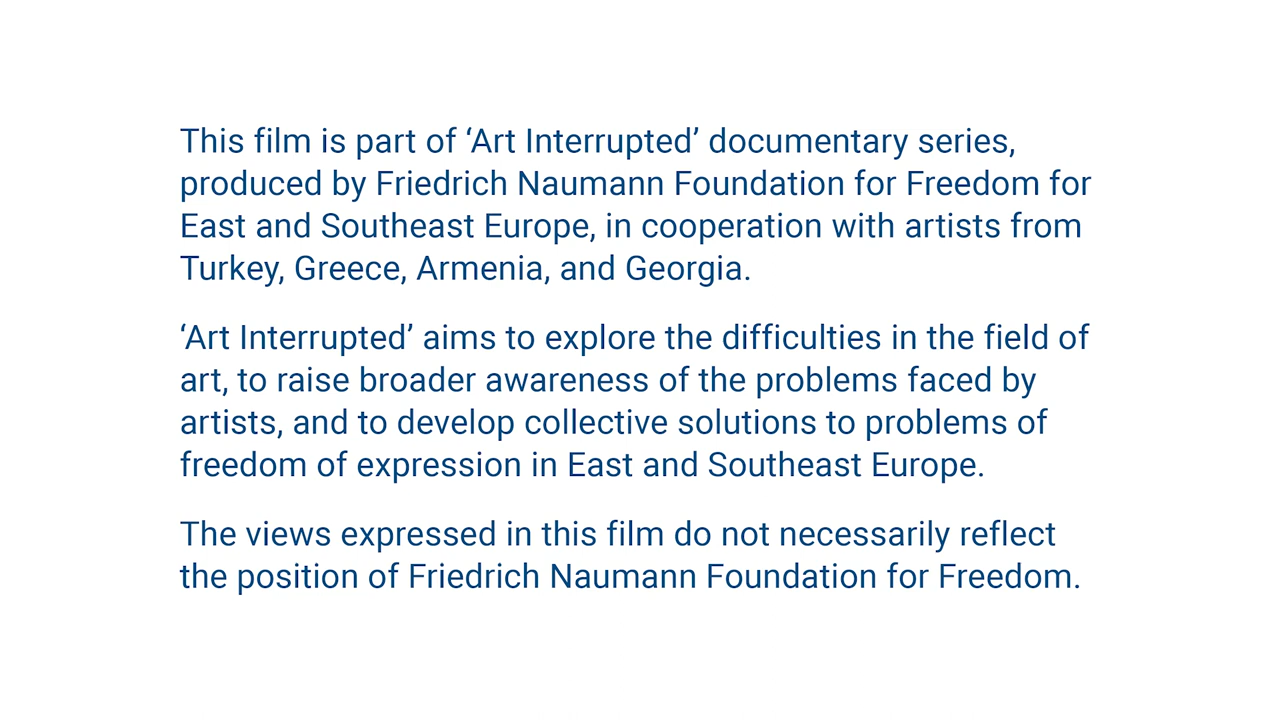 This film is part of ‘Art Interrupted’ documentary series,
produced by Friedrich Naumann Foundation for Freedom for
East and Southeast Europe, in cooperation with artists from
Turkey, Greece, Armenia, and Georgia.
‘Art Interrupted’ aims to explore the difficulties in the field of
art, to raise broader awareness of the problems faced by
artists, and to develop collective solutions to problems of
freedom of expression in East and Southeast Europe.
The views expressed in this film do not necessarily reflect
the position of Friedrich Naumann Foundation for Freedom.